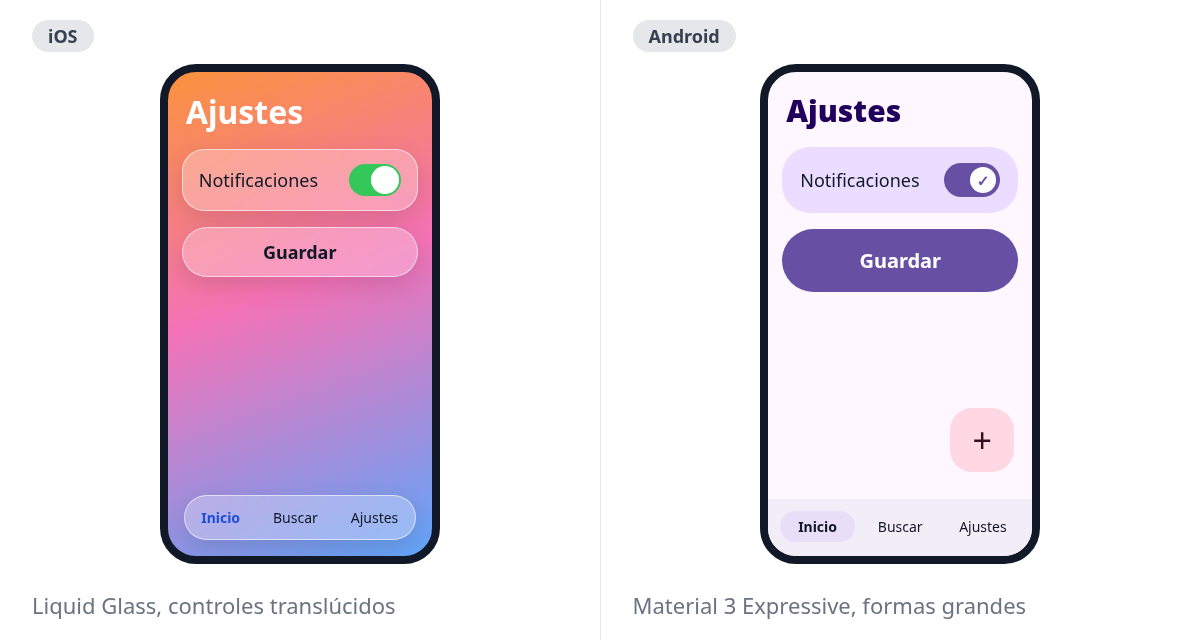 iOS
Ajustes
Notificaciones
Guardar
Inicio Buscar Ajustes
Liquid Glass, controles translúcidos
Android
Ajustes
Notificaciones ✓
Guardar
+
Inicio Buscar Ajustes
Material 3 Expressive, formas grandes